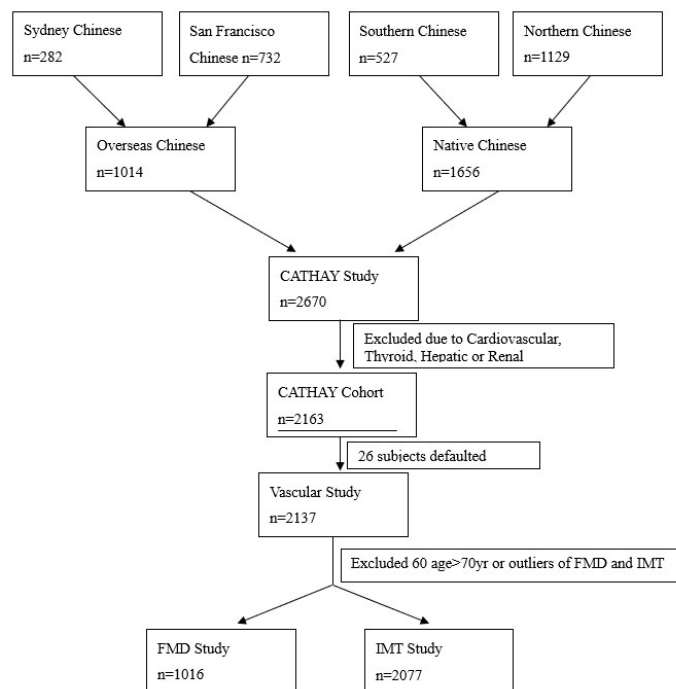 Sydney Chinese
n=282
San Francisco
Chinese n=732
Southern Chinese
n=527
Northern Chinese
n=1129
Overseas Chinese
n=1014
Native Chinese
n=1656
CATHAY Study
n=2670
Excluded due to Cardiovascular,
Thyroid, Hepatic or Renal
CATHAY Cohort
n=2163
26 subjects defaulted
Vascular Study
n=2137
Excluded 60 age>70yr or outliers of FMD and IMT
FMD Study
n=1016
IMT Study
n=2077